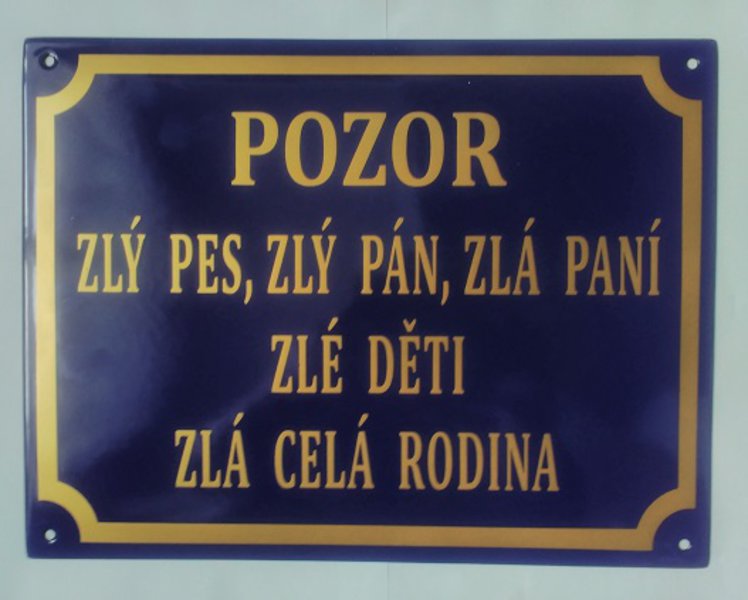 POZOR
ZLÝ PES, ZLÝ PÁN, ZLÁ PANÍ
ZLÉ DĚTI
ZLÁ CELÁ RODINA